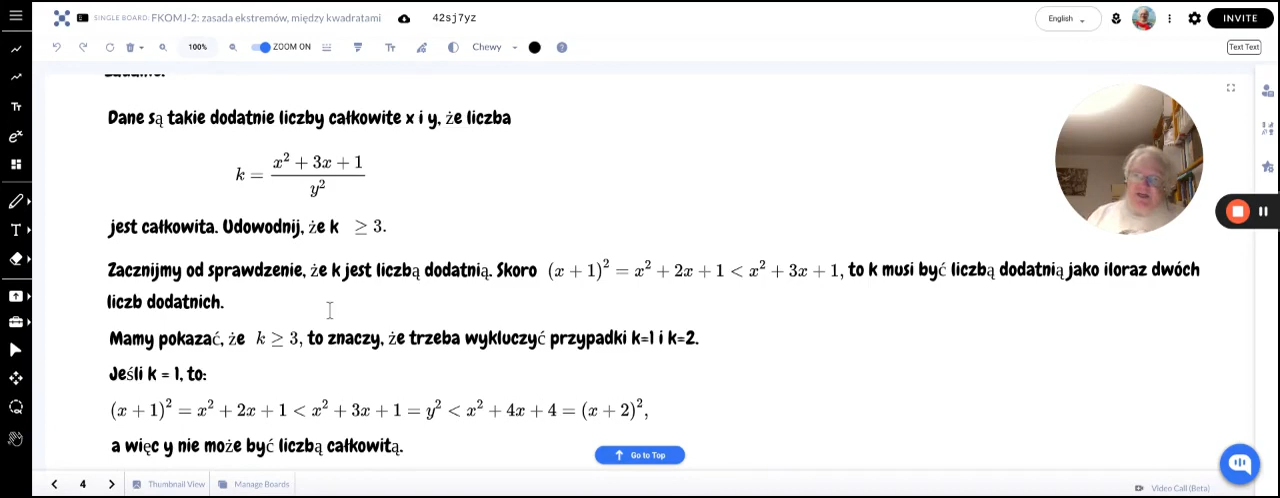 SINGLE BOARD: FKOMJ-2: zasada ekstremów, między kwadratami
42sj7yz
English
INVITE
100%
ZOOM ON
Tr
Chewy
Text Text
Dane są takie dodatnie liczby całkowite x i y, że liczba
k = \frac{x^2 + 3x + 1}{y^2}
jest całkowita. Udowodnij, że k ≥ 3.
Zacznijmy od sprawdzenie, że k jest liczbą dodatnią. Skoro (x + 1)^2 = x^2 + 2x + 1 < x^2 + 3x + 1, to k musi być liczbą dodatnią jako iloraz dwóch
liczb dodatnich.
Mamy pokazać, że k ≥ 3, to znaczy, że trzeba wykluczyć przypadki k=1 i k=2.
Jeśli k = 1, to:
(x + 1)^2 = x^2 + 2x + 1 < x^2 + 3x + 1 = y^2 < x^2 + 4x + 4 = (x + 2)^2,
a więc y nie może być liczbą całkowitą.
Go to Top
4
Thumbnail View
Manage Boards
Video Call (Beta)